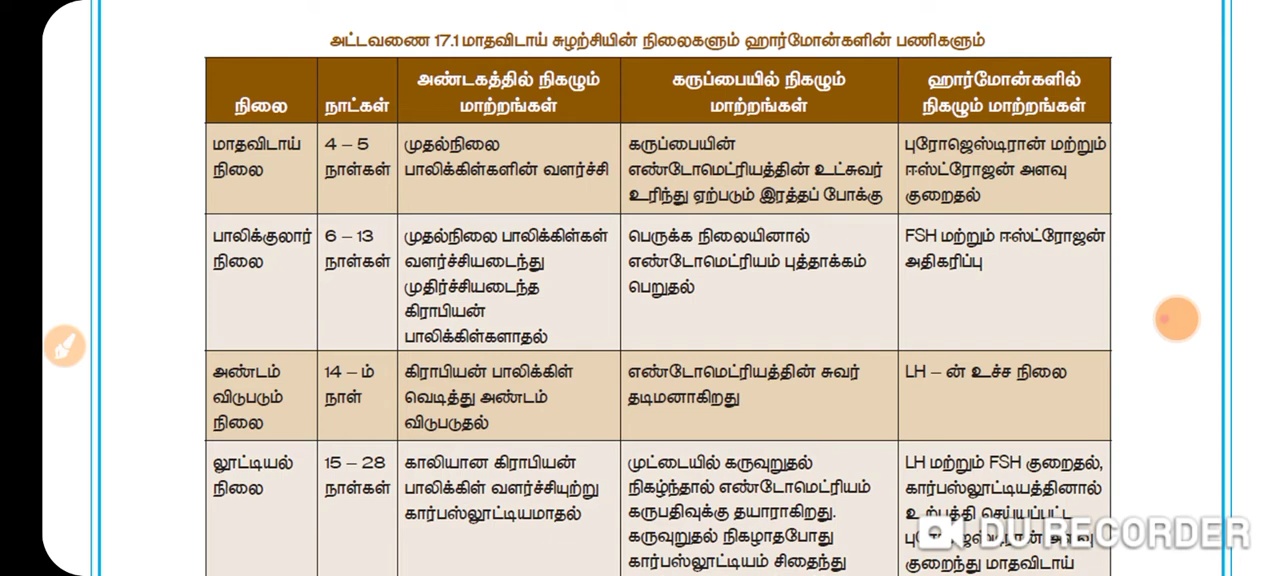 அட்டவணை 17.1 மாதவிடாய் சுழற்சியின் நிலைகளும் ஹார்மோன்களின் பணிகளும்
நிலை
நாட்கள்
அண்டகத்தில் நிகழும்
மாற்றங்கள்
கருப்பையில் நிகழும்
மாற்றங்கள்
ஹார்மோன்களில்
நிகழும் மாற்றங்கள்
மாதவிடாய்
நிலை
4 – 5
நாள்கள்
முதல்நிலை
பாலிக்கிள்களின் வளர்ச்சி
கருப்பையின்
எண்டோமெட்ரியத்தின் உட்சுவர்
உரிந்து ஏற்படும் இரத்தப் போக்கு
புரோஜெஸ்டிரான் மற்றும்
ஈஸ்ட்ரோஜன் அளவு
குறைதல்
பாலிக்குலார்
நிலை
6 – 13
நாள்கள்
முதல்நிலை பாலிக்கிள்கள்
வளர்ச்சியடைந்து
முதிர்ச்சியடைந்த
கிராபியன்
பாலிக்கிள்களாதல்
பெருக்க நிலையினால்
எண்டோமெட்ரியம் புத்தாக்கம்
பெறுதல்
FSH மற்றும் ஈஸ்ட்ரோஜன்
அதிகரிப்பு
அண்டம்
விடுபடும்
நிலை
14 – ம்
நாள்
கிராபியன் பாலிக்கிள்
வெடித்து அண்டம்
விடுபடுதல்
எண்டோமெட்ரியத்தின் சுவர்
தடிமனாகிறது
LH – ன் உச்ச நிலை
லூட்டியல்
நிலை
15 – 28
நாள்கள்
காலியான கிராபியன்
பாலிக்கிள் வளர்ச்சியுற்று
கார்பஸ்லூட்டியமாதல்
முட்டையில் கருவுறுதல்
நிகழ்ந்தால் எண்டோமெட்ரியம்
கருபதிவுக்கு தயாராகிறது.
கருவுறுதல் நிகழாதபோது
கார்பஸ்லூட்டியம் சிதைந்து
LH மற்றும் FSH குறைதல்,
கார்பஸ்லூட்டியத்தினால்
உற்பத்தி செய்யப்பட்ட
புரோஜெஸ்டிரான் அளவு
குறைந்து மாதவிடாய்
DU RECORDER